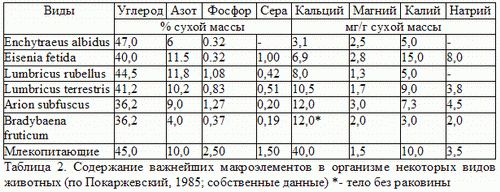 Виды Углерод Азот Фосфор Сера Кальций Магний Калий Натрий
% сухой массы мг/г сухой массы
Enchytraeus albidus 47,0 6 0.32 - 3,1 2,5 5,0 -
Eisenia fetida 40,0 11.5 0.32 1,00 6,9 2,8 15,0 8,0
Lumbricus rubellus 44,5 11,8 1,08 0,42 8,0 1,3 5,0 -
Lumbricus terrestris 41,2 10,2 0,83 0,51 10,5 1,7 9,0 3,8
Arion subfuscus 36,2 9,0 1,27 0,20 12,0 3,0 7,3 4,5
Bradybaena fruticum 36,2 4,0 0,37 0,19 12,0* 2,0 3,0 2,0
Млекопитающие 45,0 10,0 2,50 1,50 40,0 1,5 10,0 3,5
Таблица 2. Содержание важнейших макроэлементов в организме некоторых видов
животных (по Покаржевский, 1985; собственные данные) *- тело без раковины